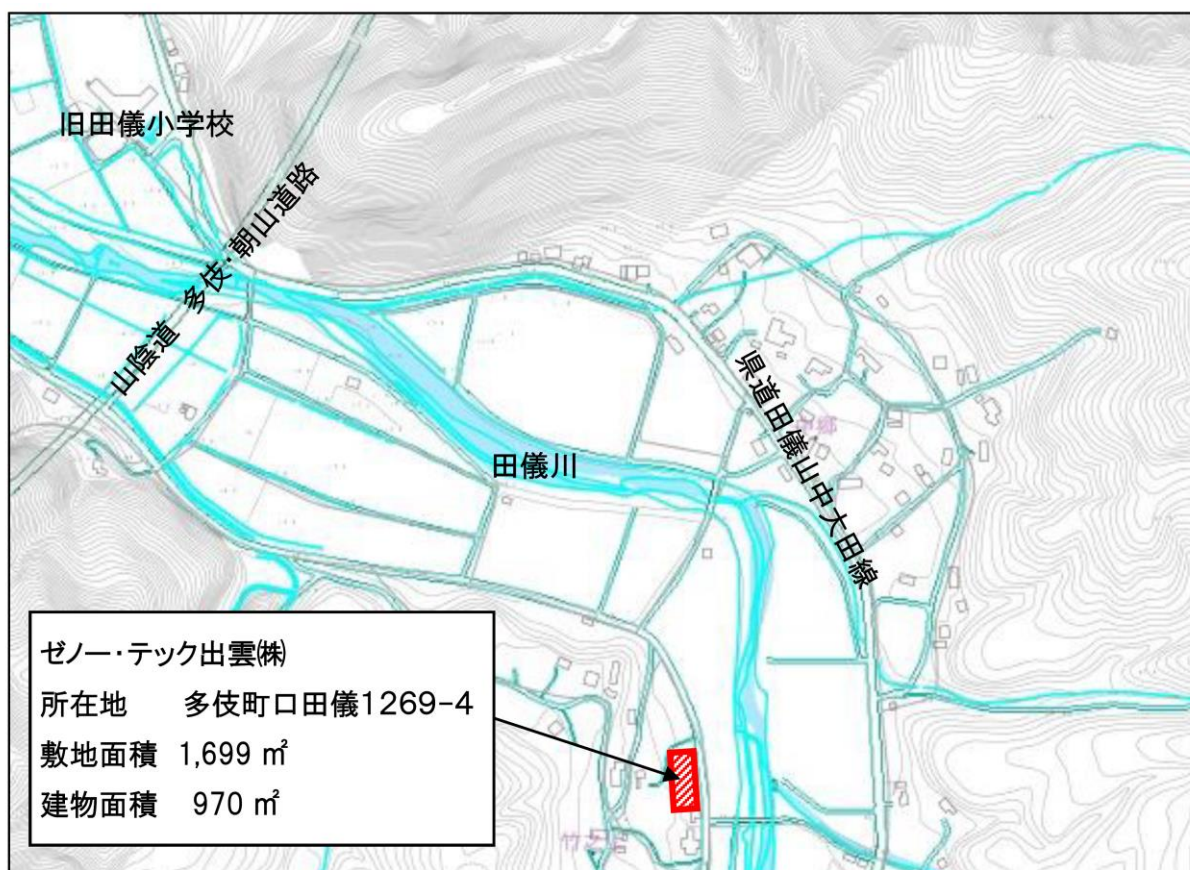 旧田儀小学校
山陰道 多伎・朝山道路
県道田儀山中大田線
田儀川
ゼノー・テック出雲㈱
所在地 多伎町口田儀1269-4
敷地面積 1,699 ㎡
建物面積 970 ㎡